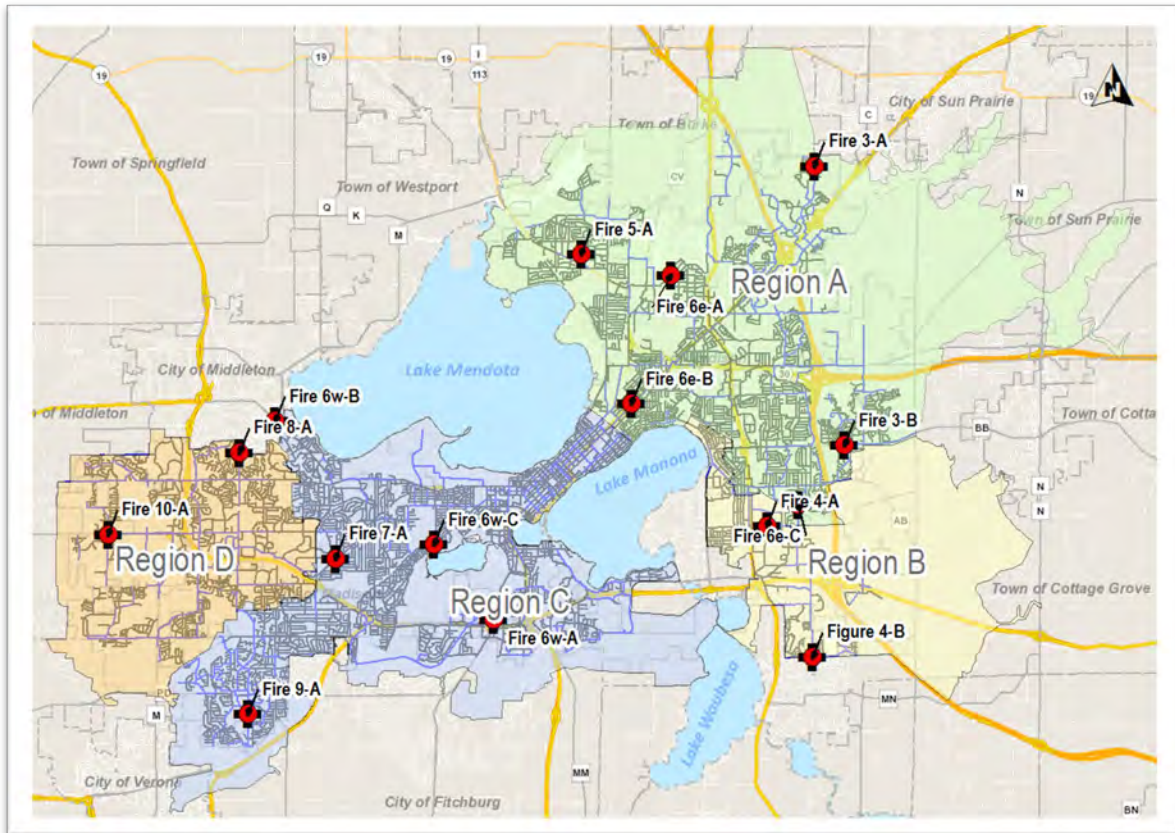 19
19
I
113
N
19
City of Sun Prairie
C
Town of Burke
Fire 3-A
Town of Springfield
Town of Westport
CV
N
Q
K
M
Town of Sun Prairie
Fire 5-A
Region A
Fire 6e-A
Lake Mendota
City of Middleton
30
Fire 6w-B
Fire 6e-B
Fire 8-A
Fire 3-B
BB
Lake Monona
N
Fire 4-A
Fire 10-A
Fire 7-A
Fire 6w-C
Fire 6e-C
AB
N
Region D
Region B
Town of Cottage Grove
Region C
Fire 6w-A
Figure 4-B
Lake Waubesa
PD
MN
Fire 9-A
M
City of Fitchburg
MM
BN